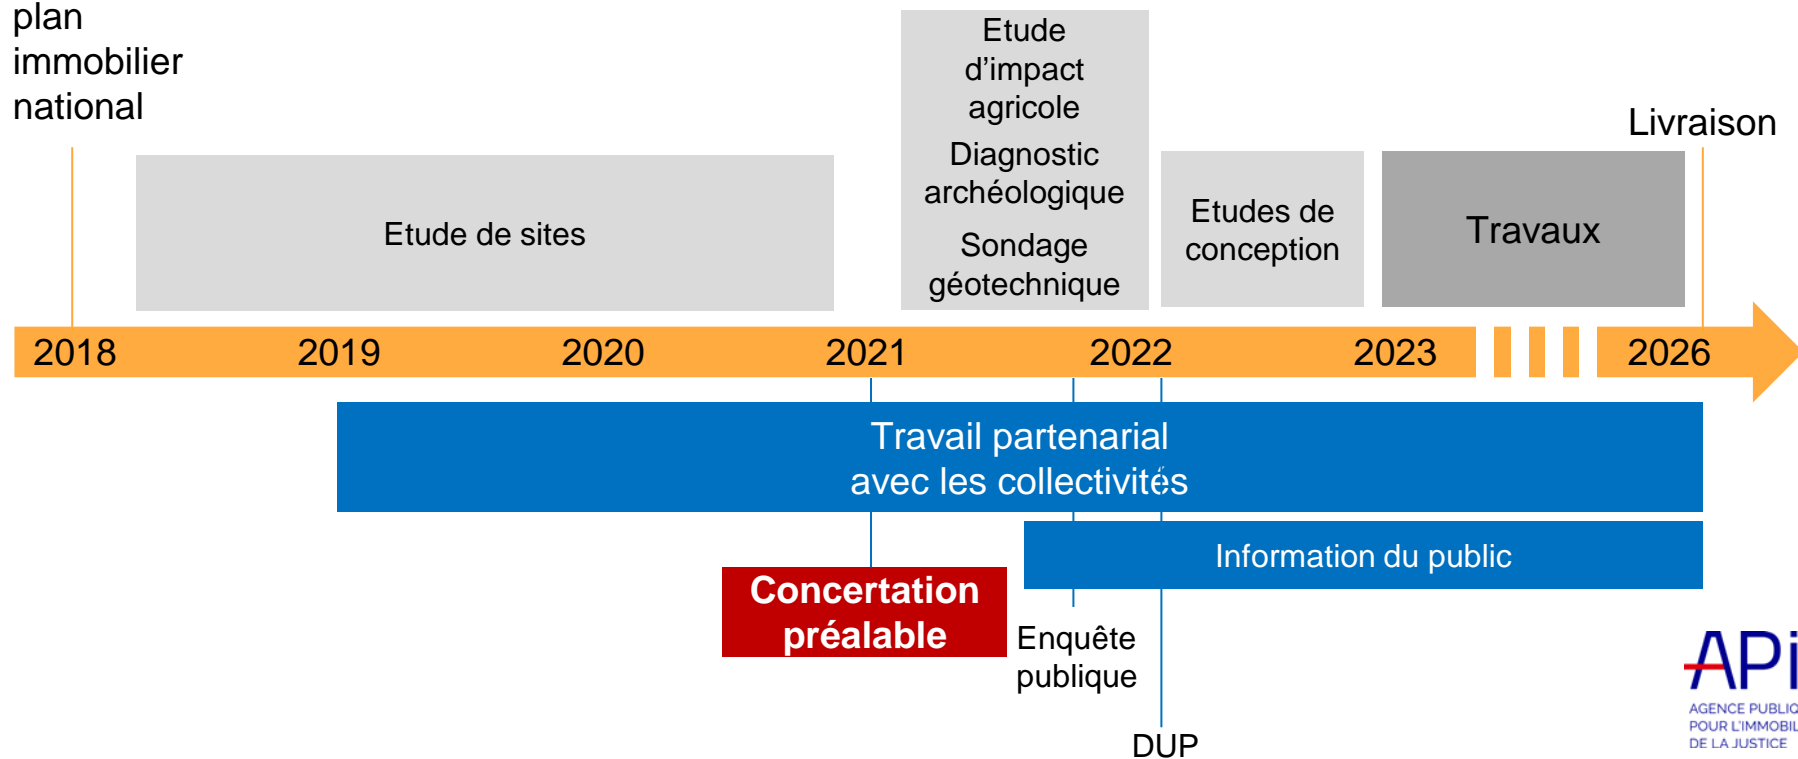 plan
immobilier
national
Etude
d'impact
agricole
Diagnostic
archéologique
Sondage
géotechnique
Livraison
Etude de sites
Etudes de
conception
Travaux
2018 2019 2020 2021 2022 2023 2026
Travail partenarial
avec les collectivités
Information du public
Concertation
préalable
Enquête
publique
DUP
APi
AGENCE PUBLIQ
POUR L'IMMOBIL
DE LA JUSTICE